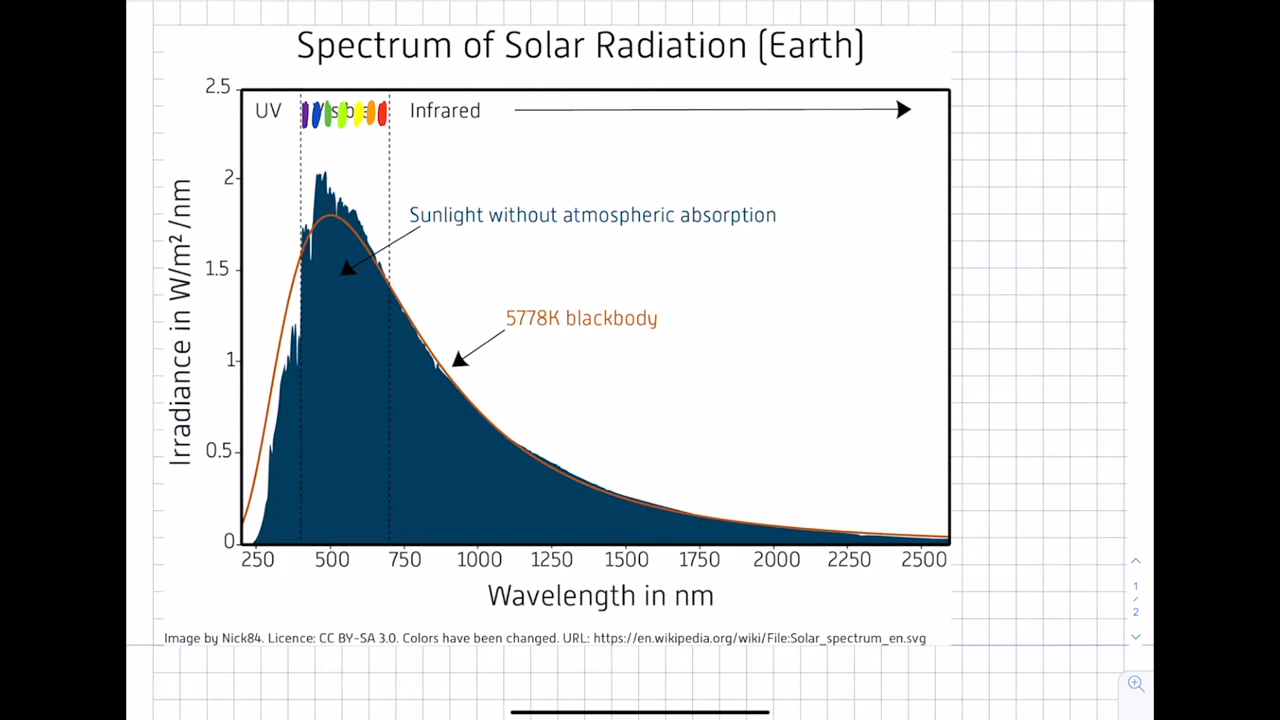 Spectrum of Solar Radiation (Earth)
2.5
UV
Infrared
2
Sunlight without atmospheric absorption
1.5
5778K blackbody
1
0.5
0
Irradiance in W/m² /nm
250 500 750 1000 1250 1500 1750 2000 2250 2500
Wavelength in nm
Image by Nick84. Licence: CC BY-SA 3.0. Colors have been changed. URL: https://en.wikipedia.org/wiki/File:Solar_spectrum_en.svg
1
/
2